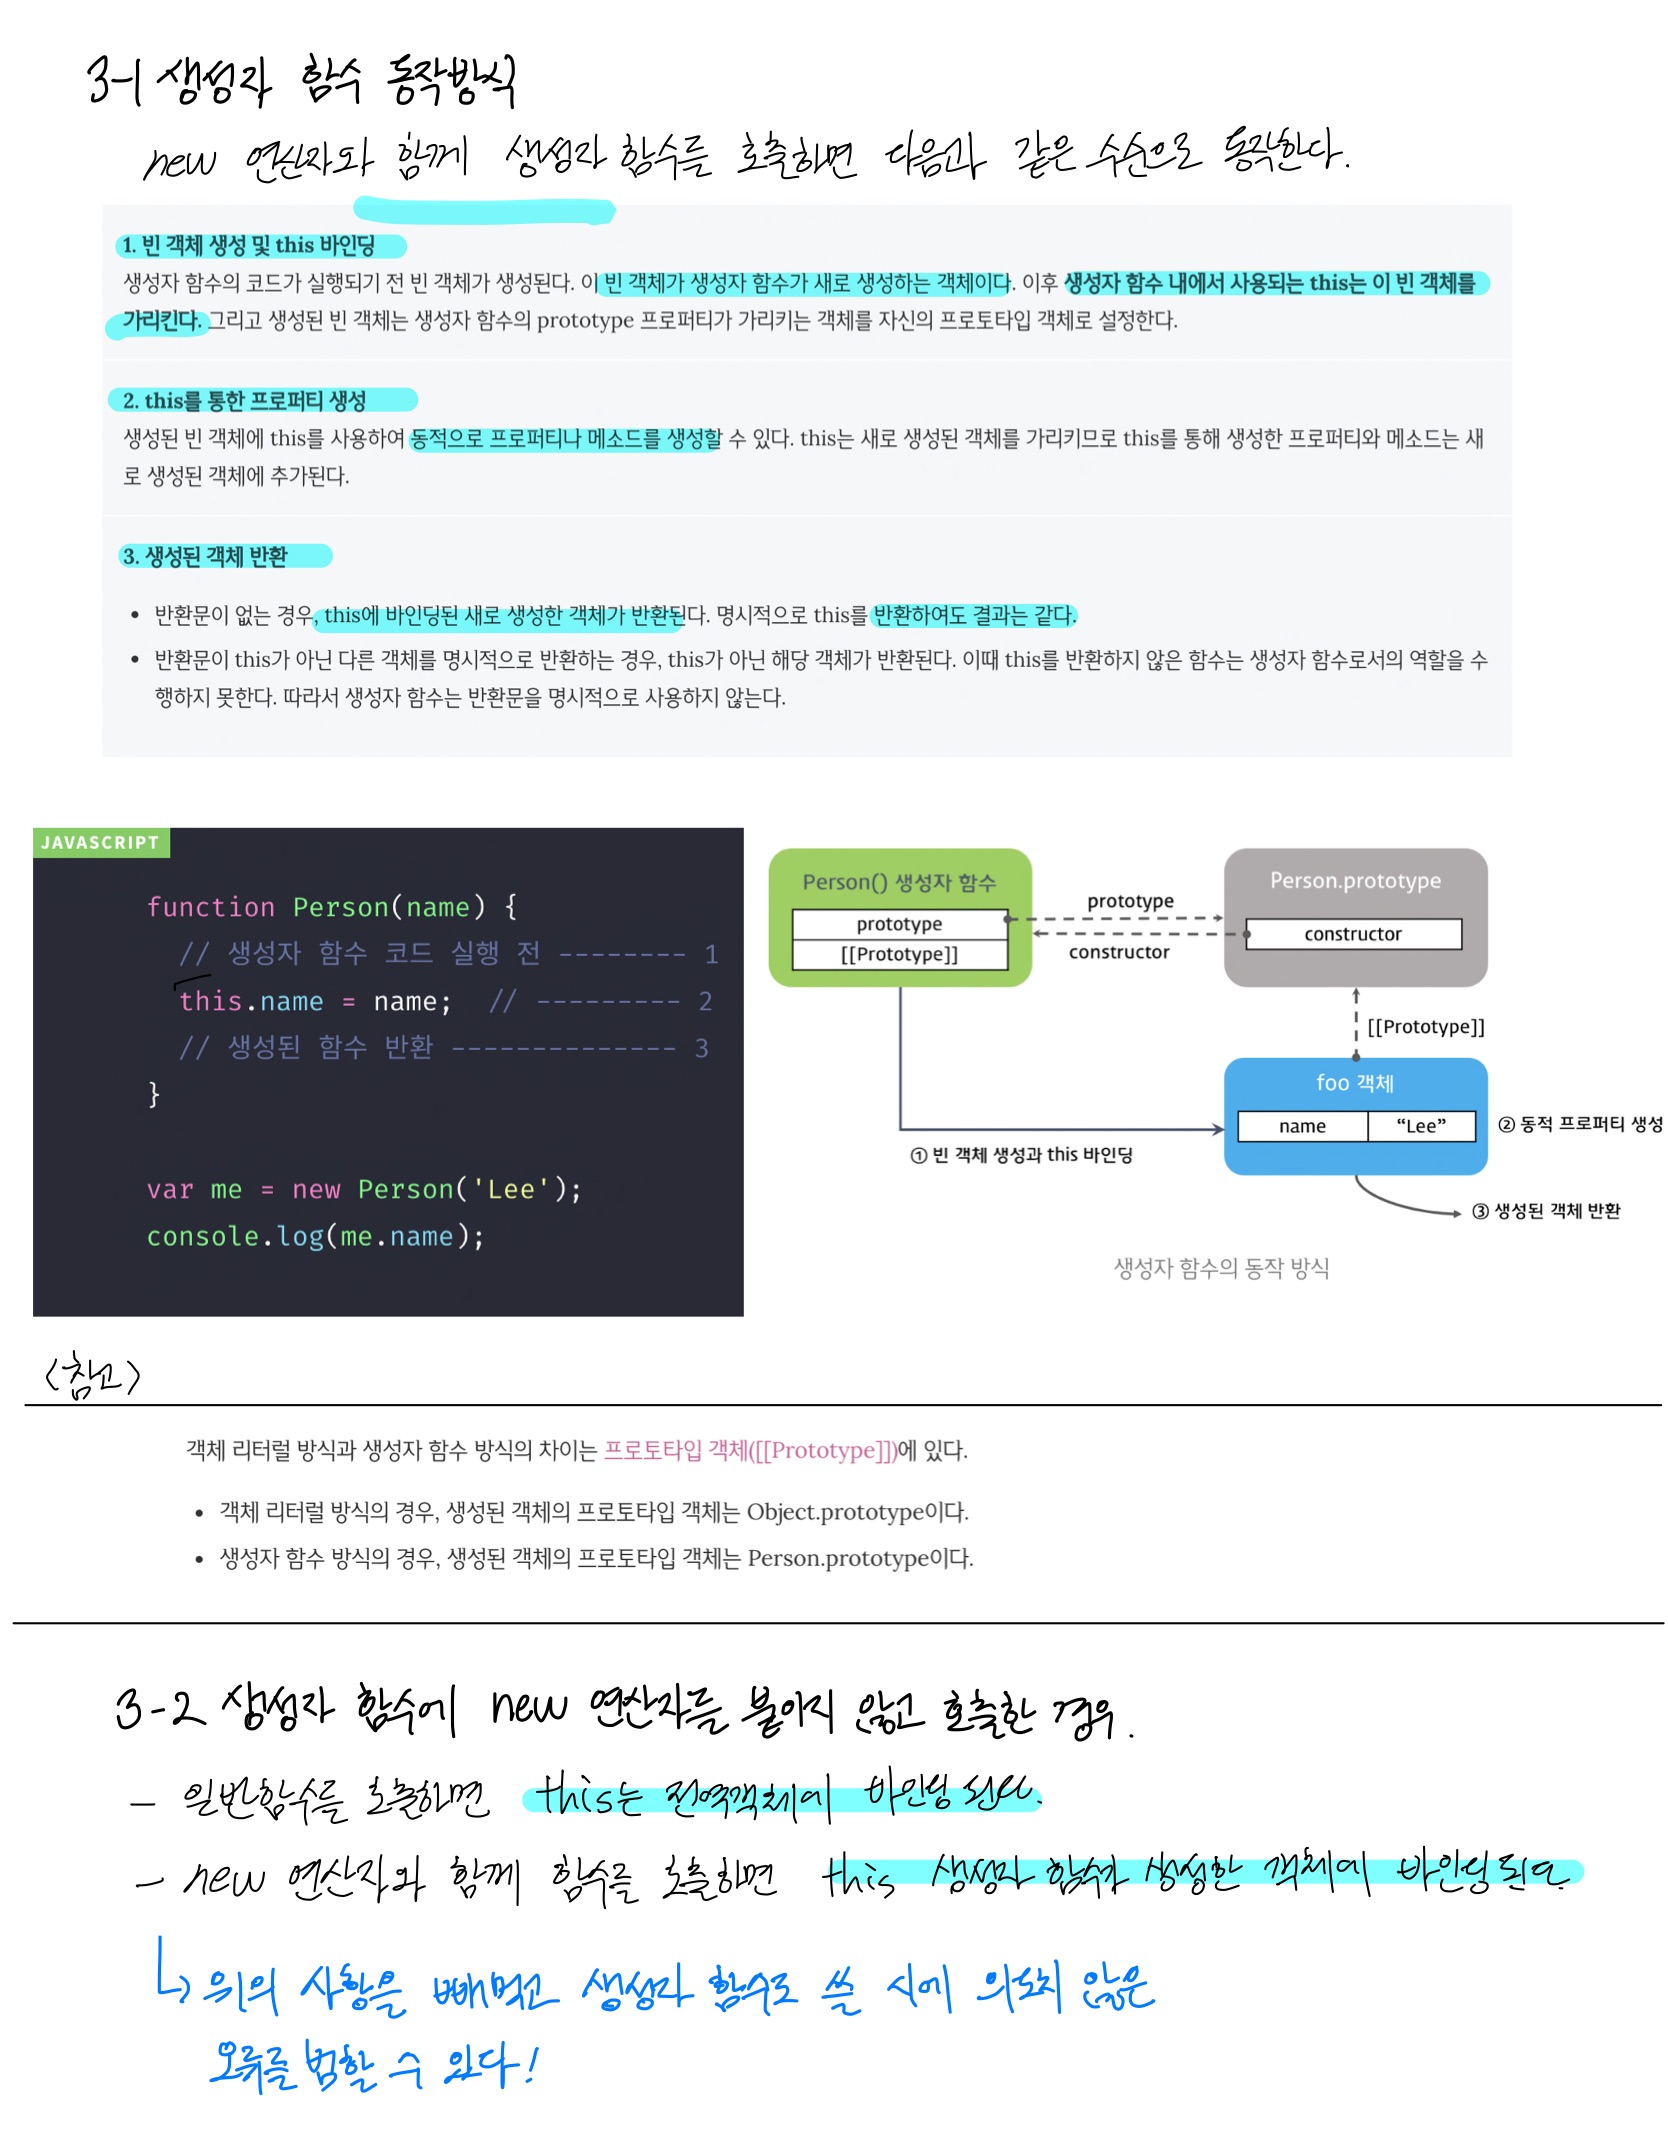 3-1 생성자 함수 동작방식
new 연산자와 함께 생성자 함수를 호출하면 다음과 같은 수순으로 동작한다.
1. 빈 객체 생성 및 this 바인딩
생성자 함수의 코드가 실행되기 전 빈 객체가 생성된다. 이 빈 객체가 생성자 함수가 새로 생성하는 객체이다. 이후 생성자 함수 내에서 사용되는 this는 이 빈 객체를
가리킨다. 그리고 생성된 빈 객체는 생성자 함수의 prototype 프로퍼티가 가리키는 객체를 자신의 프로토타입 객체로 설정한다.
2. this를 통한 프로퍼티 생성
생성된 빈 객체에 this를 사용하여 동적으로 프로퍼티나 메소드를 생성할 수 있다. this는 새로 생성된 객체를 가리키므로 this를 통해 생성한 프로퍼티와 메소드는 새
로 생성된 객체에 추가된다.
3. 생성된 객체 반환
• 반환문이 없는 경우, this에 바인딩된 새로 생성한 객체가 반환된다. 명시적으로 this를 반환하여도 결과는 같다.
• 반환문이 this가 아닌 다른 객체를 명시적으로 반환하는 경우, this가 아닌 해당 객체가 반환된다. 이때 this를 반환하지 않은 함수는 생성자 함수로서의 역할을 수
행하지 못한다. 따라서 생성자 함수는 반환문을 명시적으로 사용하지 않는다.
JAVASCRIPT
function Person(name) {
// 생성자 함수 코드 실행 전 -------- 1
this.name = name; // --------- 2
// 생성된 함수 반환 -------------- 3
}
var me = new Person('Lee');
console.log(me.name);
Person() 생성자 함수
prototype
[[Prototype]]
prototype
constructor
Person.prototype
constructor
[[Prototype]]
foo 객체
name "Lee"
② 동적 프로퍼티 생성
① 빈 객체 생성과 this 바인딩
③ 생성된 객체 반환
생성자 함수의 동작 방식
<참고>
객체 리터럴 방식과 생성자 함수 방식의 차이는 프로토타입 객체([[Prototype]])에 있다.
• 객체 리터럴 방식의 경우, 생성된 객체의 프로토타입 객체는 Object.prototype이다.
• 생성자 함수 방식의 경우, 생성된 객체의 프로토타입 객체는 Person.prototype이다.
3-2 생성자 함수에 new 연산자를 붙이지 않고 호출한 경우.
- 일반함수를 호출하면 this는 전역객체에 바인딩 된다.
- new 연산자와 함께 함수를 호출하면 this 생성자 함수가 생성한 객체에 바인딩 된다.
↳ 위의 사항을 빼먹고 생성자 함수로 쓸 시에 의도치 않은
오류를 범할 수 있다!